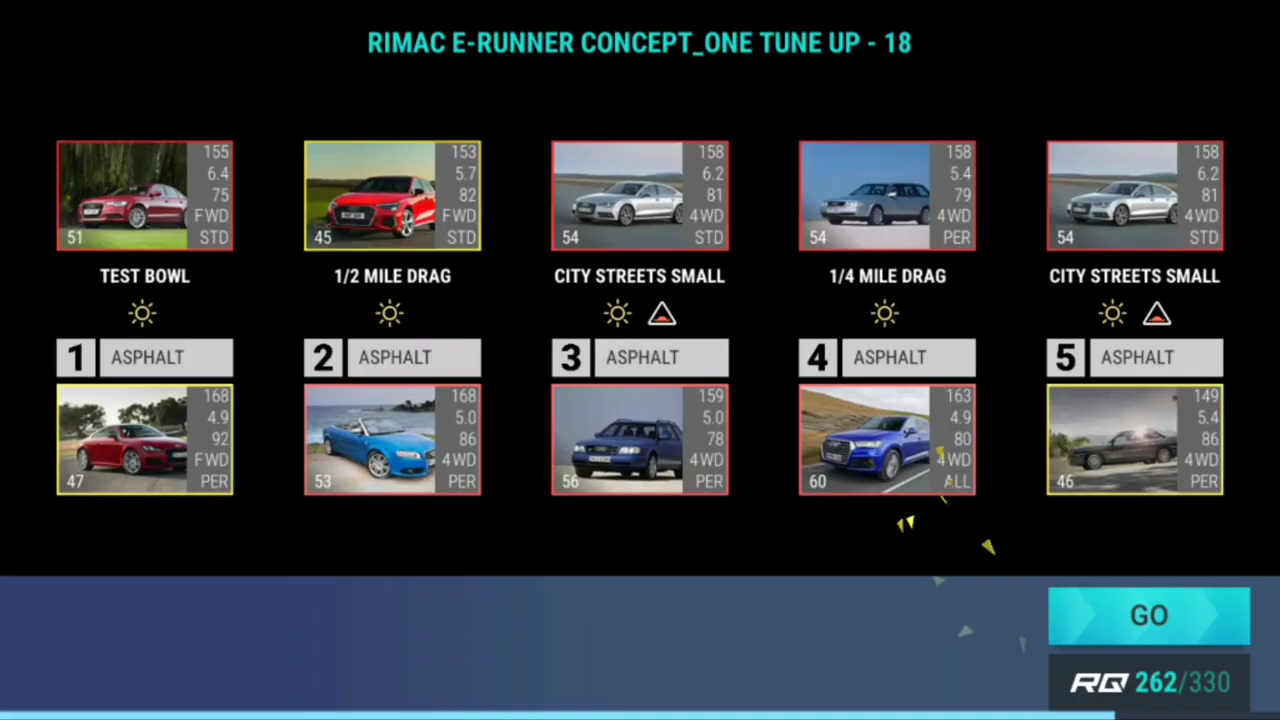 RIMAC E-RUNNER CONCEPT_ONE TUNE UP - 18
155
6.4
75
FWD
51 STD
153
5.7
82
FWD
45 STD
158
6.2
81
4WD
54 STD
158
5.4
79
4WD
54 PER
158
6.2
81
4WD
54 STD
TEST BOWL
1/2 MILE DRAG
CITY STREETS SMALL
1/4 MILE DRAG
CITY STREETS SMALL
1 ASPHALT
2 ASPHALT
3 ASPHALT
4 ASPHALT
5 ASPHALT
168
4.9
92
FWD
47 PER
168
5.0
86
4WD
53 PER
159
5.0
78
4WD
56 PER
163
4.9
80
4WD
60 ALL
149
5.4
86
4WD
46 PER
GO
RQ 262/330